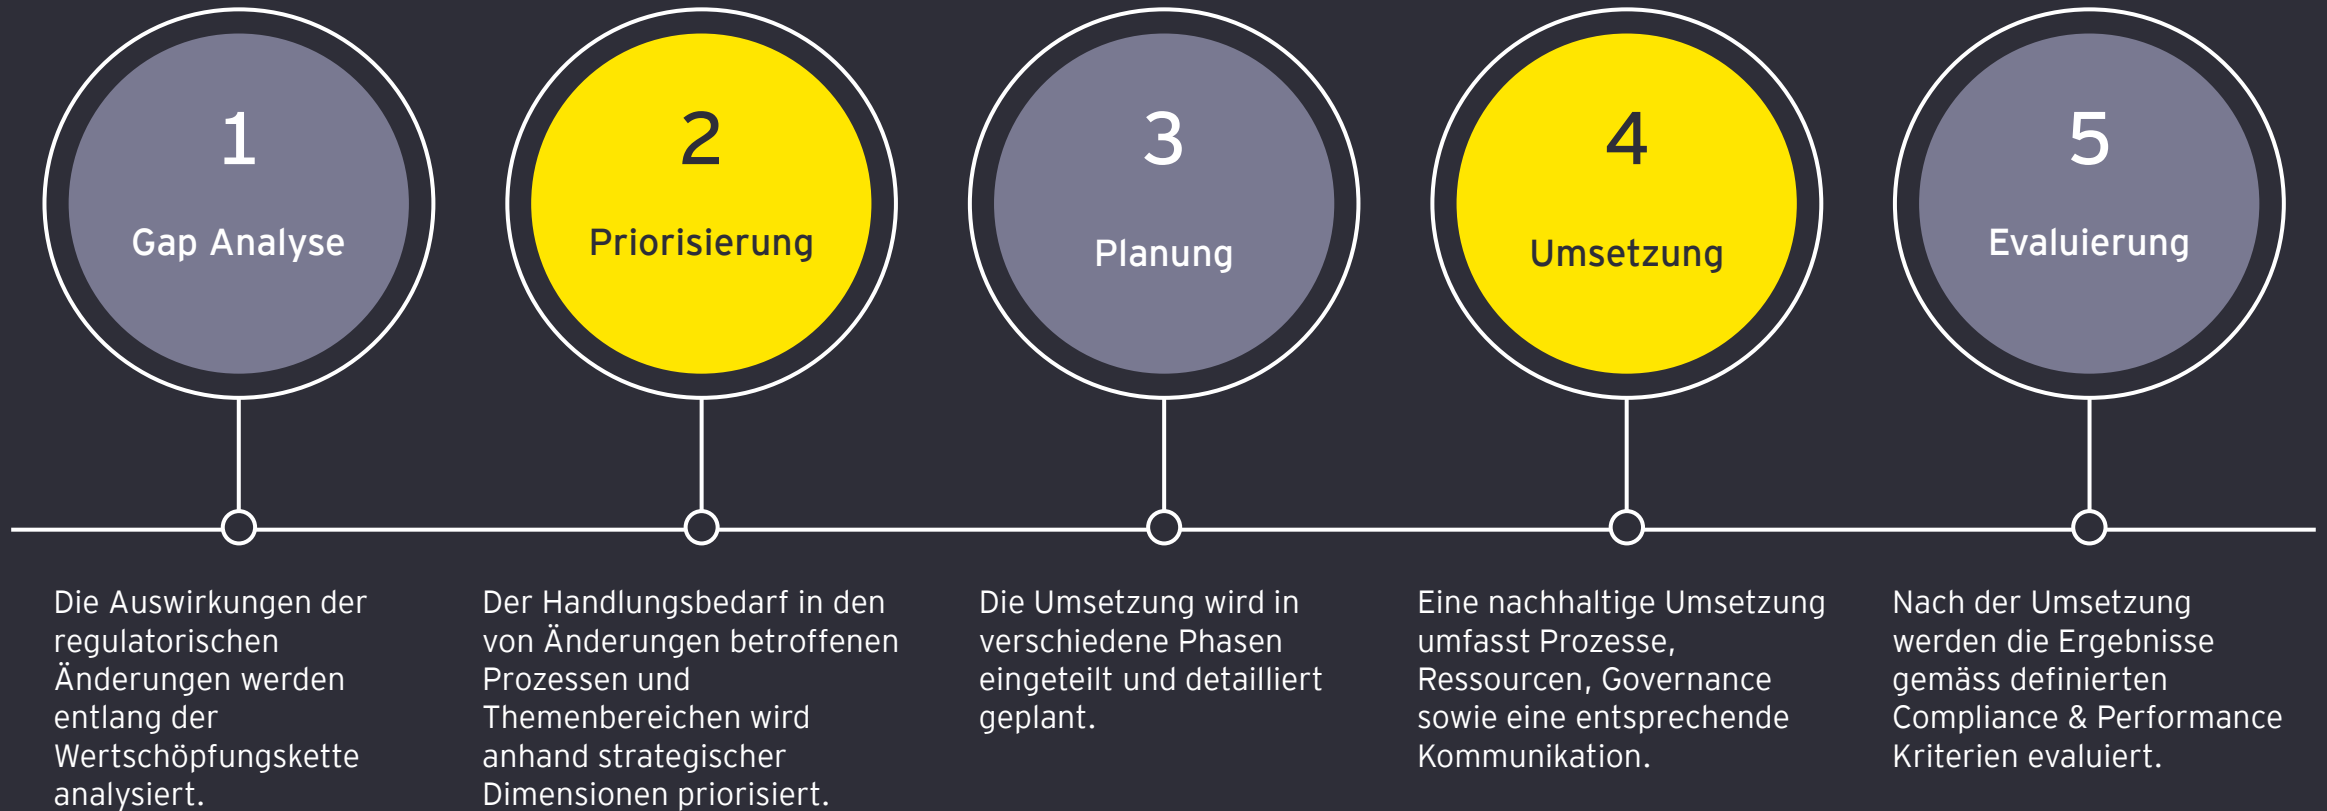 1
Gap Analyse
Die Auswirkungen der
regulatorischen
Änderungen werden
entlang der
Wertschöpfungskette
analysiert.
2
Priorisierung
Der Handlungsbedarf in den
von Änderungen betroffenen
Prozessen und
Themenbereichen wird
anhand strategischer
Dimensionen priorisiert.
3
Planung
Die Umsetzung wird in
verschiedene Phasen
eingeteilt und detailliert
geplant.
4
Umsetzung
Eine nachhaltige Umsetzung
umfasst Prozesse,
Ressourcen, Governance
sowie eine entsprechende
Kommunikation.
5
Evaluierung
Nach der Umsetzung
werden die Ergebnisse
gemäss definierten
Compliance & Performance
Kriterien evaluiert.